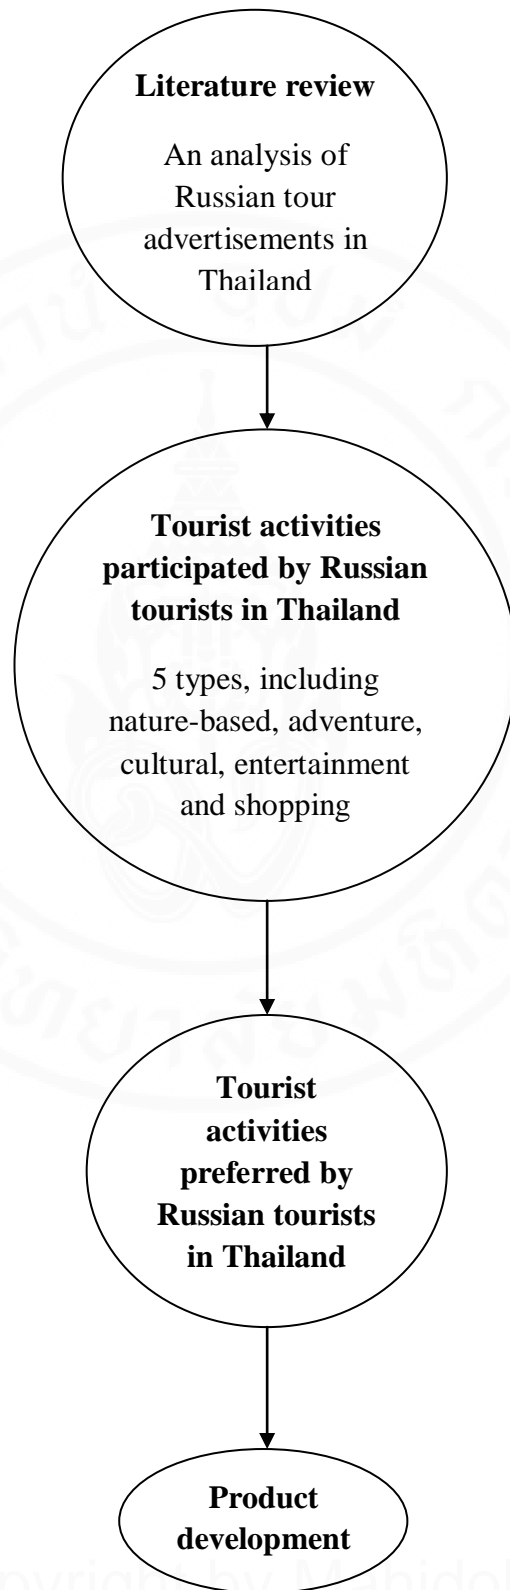 Literature review
An analysis of
Russian tour
advertisements in
Thailand
Tourist activities
participated by Russian
tourists in Thailand
5 types, including
nature-based, adventure,
cultural, entertainment
and shopping
Tourist
activities
preferred by
Russian tourists
in Thailand
Product
development